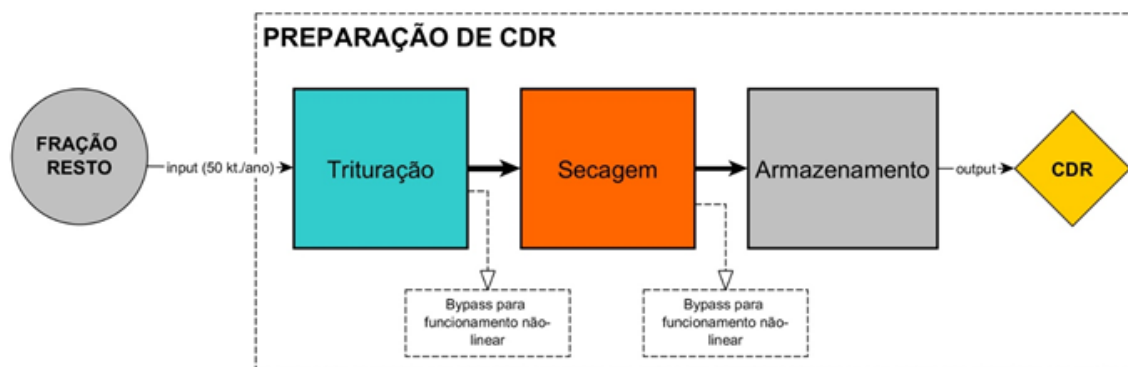 PREPARAÇÃO DE CDR
FRAÇÃO
RESTO
input (50 kt./ano)
Trituração
Secagem
Armazenamento
output
CDR
Bypass para
funcionamento não-
linear
Bypass para
funcionamento não-
linear